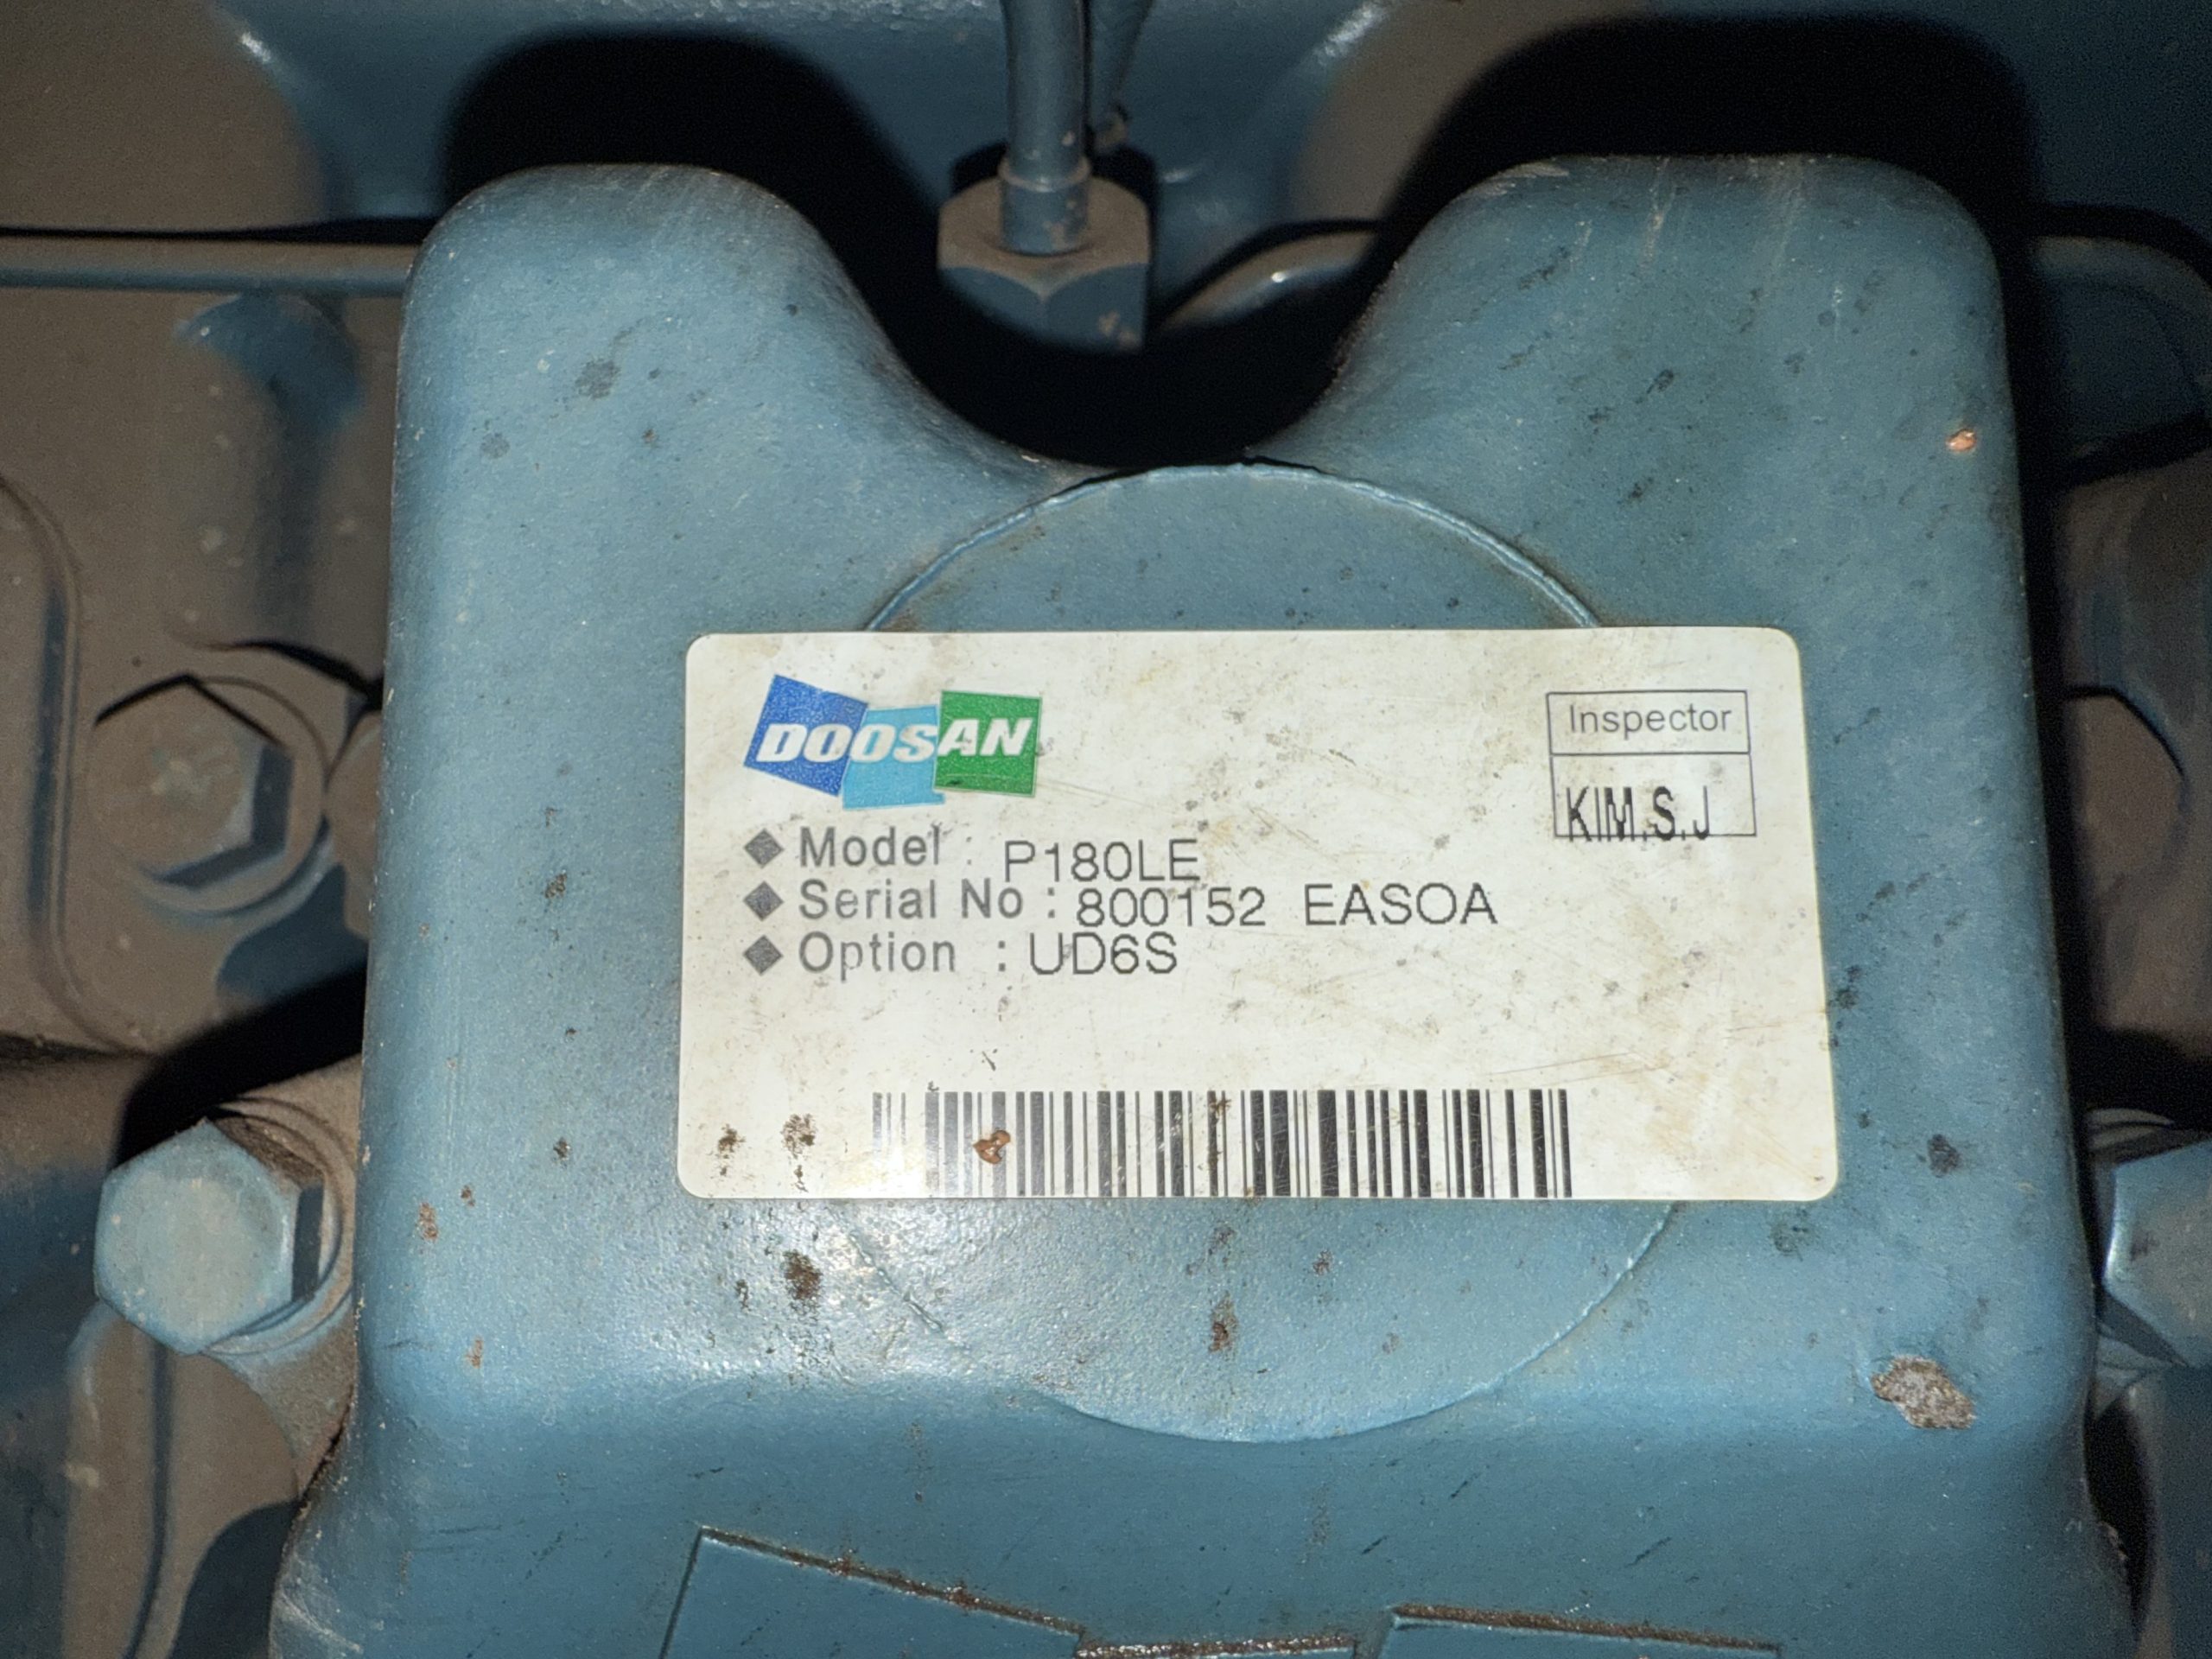 DOOSAN
Inspector
KIM.S.J
◆ Model : P180LE
◆ Serial No : 800152 EASOA
◆ Option : UD6S